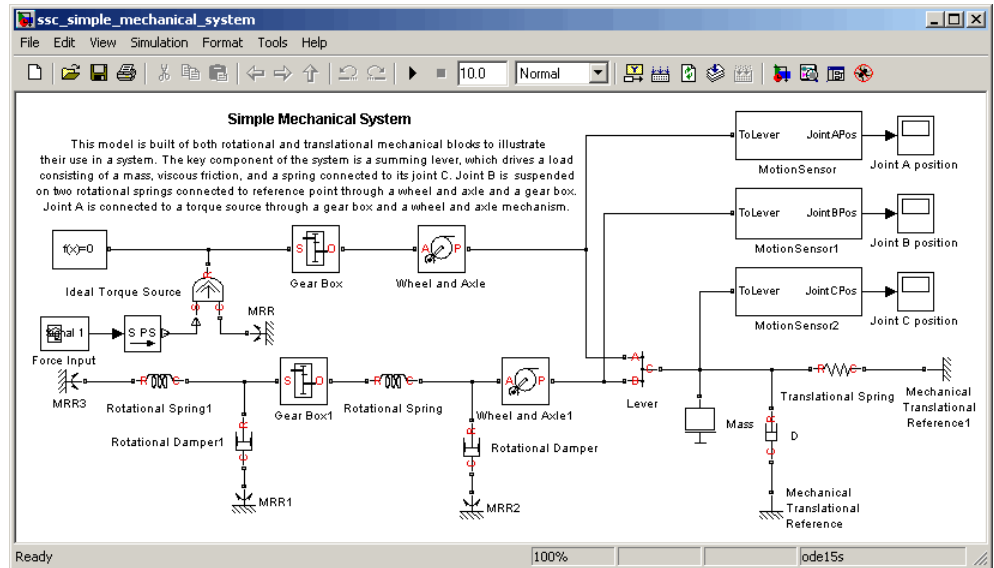 ssc_simple_mechanical_system
File Edit View Simulation Format Tools Help
10.0 Normal
Simple Mechanical System
This model is built of both rotational and translational mechanical blocks to illustrate
their use in a system. The key component of the system is a summing lever, which drives a load
consisting of a mass, viscous friction, and a spring connected to its joint C. Joint B is suspended
on two rotational springs connected to reference point through a wheel and axle and a gear box.
Joint A is connected to a torque source through a gear box and a wheel and axle mechanism.
ToLever JointAPos
MotionSensor
Joint A position
ToLever JointBPos
MotionSensor1
Joint B position
ToLever JointCPos
MotionSensor2
Joint C position
f(x)=0
S O
Gear Box
A P
Wheel and Axle
Ideal Torque Source
R
S C
MRR
Signal 1
Force Input
S PS
MRR3
R C
Rotational Spring1
S O
Gear Box1
R C
Rotational Spring
A P
Wheel and Axle1
A
B
C
Lever
Mass
R C
Translational Spring
Mechanical
Translational
Reference1
R
C
Rotational Damper1
MRR1
R
C
Rotational Damper
MRR2
R
C
D
Mechanical
Translational
Reference
Ready 100% ode15s